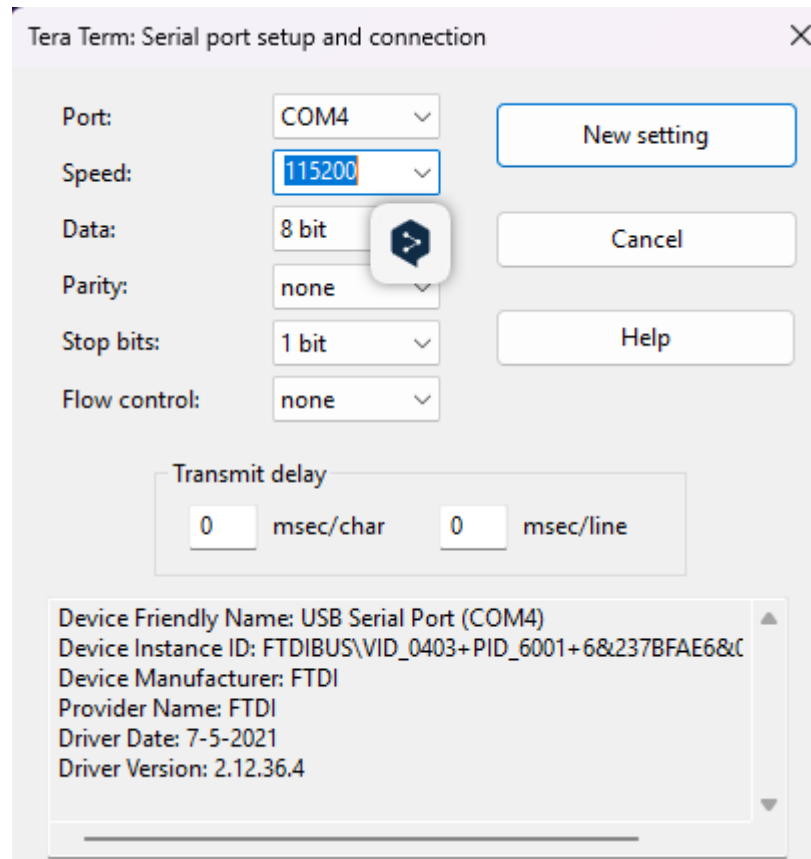 Tera Term: Serial port setup and connection
Port: COM4 New setting
Speed: 115200
Data: 8 bit Cancel
Parity: none
Stop bits: 1 bit Help
Flow control: none
Transmit delay
0 msec/char 0 msec/line
Device Friendly Name: USB Serial Port (COM4)
Device Instance ID: FTDIBUS\VID_0403+PID_6001+6&237BFAE6&0
Device Manufacturer: FTDI
Provider Name: FTDI
Driver Date: 7-5-2021
Driver Version: 2.12.36.4